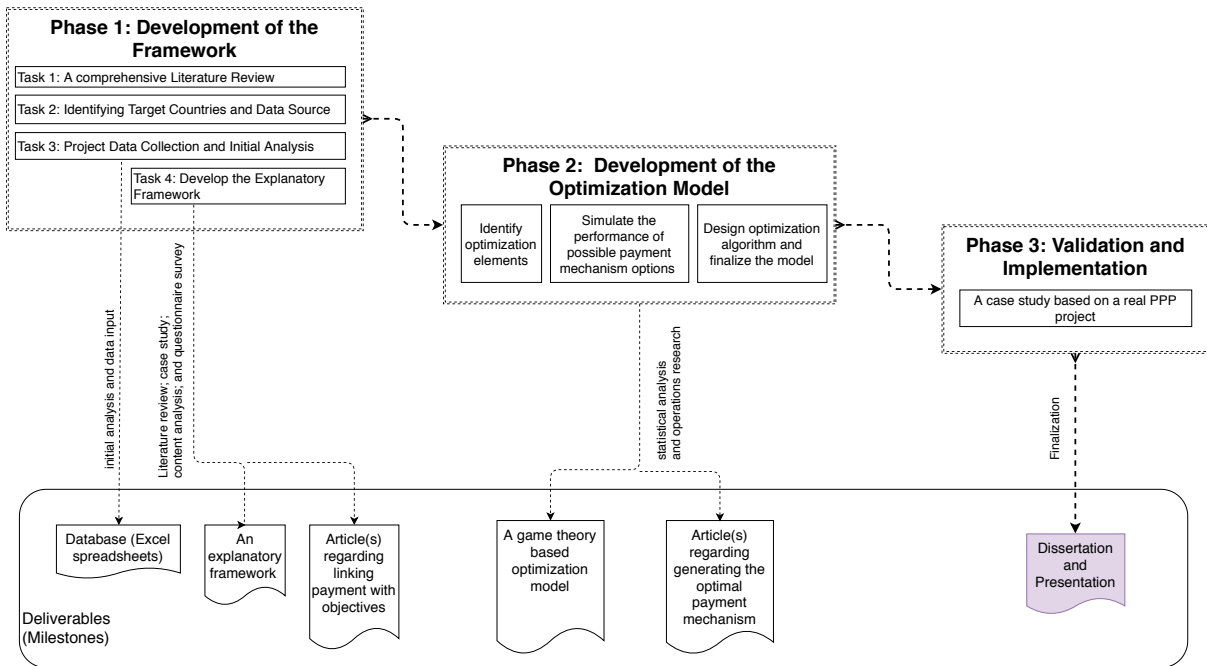 Phase 1: Development of the
Framework
Task 1: A comprehensive Literature Review
Task 2: Identifying Target Countries and Data Source
Task 3: Project Data Collection and Initial Analysis
Task 4: Develop the Explanatory
Framework
Phase 2:  Development of the
Optimization Model
Identify
optimization
elements
Simulate the
performance of
possible payment
mechanism options
Design optimization
algorithm and
finalize the model
Phase 3: Validation and
Implementation
A case study based on a real PPP
project
initial analysis and data input
Literature review; case study;
content analysis; and questionnaire survey
statistical analysis
and operations research
Finalization
Database (Excel
spreadsheets)
An
explanatory
framework
Article(s)
regarding
linking
payment with
objectives
A game theory
based
optimization
model
Article(s)
regarding
generating the
optimal
payment
mechanism
Dissertation
and
Presentation
Deliverables
(Milestones)